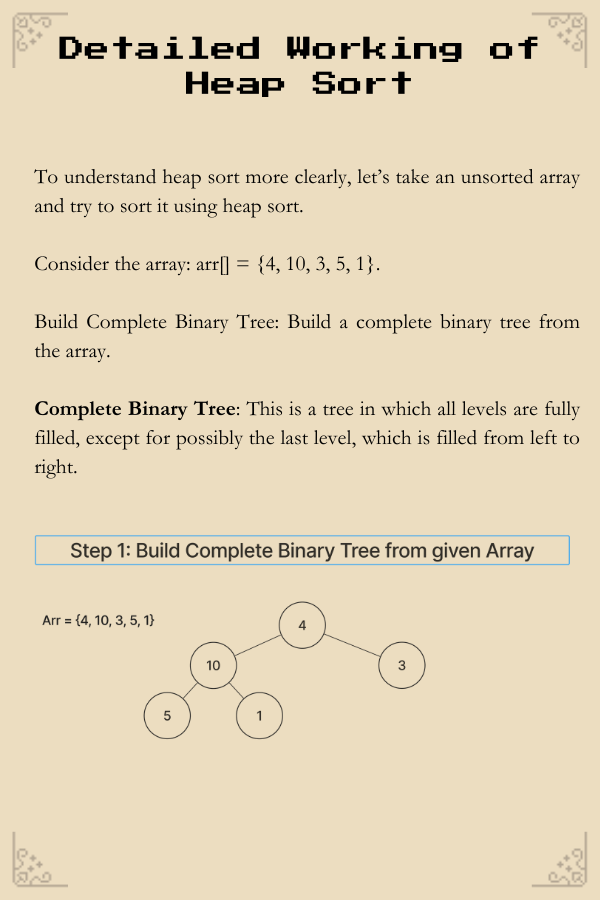 Detailed Working of
Heap Sort
To understand heap sort more clearly, let’s take an unsorted array
and try to sort it using heap sort.
Consider the array: arr[] = {4, 10, 3, 5, 1}.
Build Complete Binary Tree: Build a complete binary tree from
the array.
Complete Binary Tree: This is a tree in which all levels are fully
filled, except for possibly the last level, which is filled from left to
right.
Step 1: Build Complete Binary Tree from given Array
Arr = {4, 10, 3, 5, 1}
4
10
3
5
1